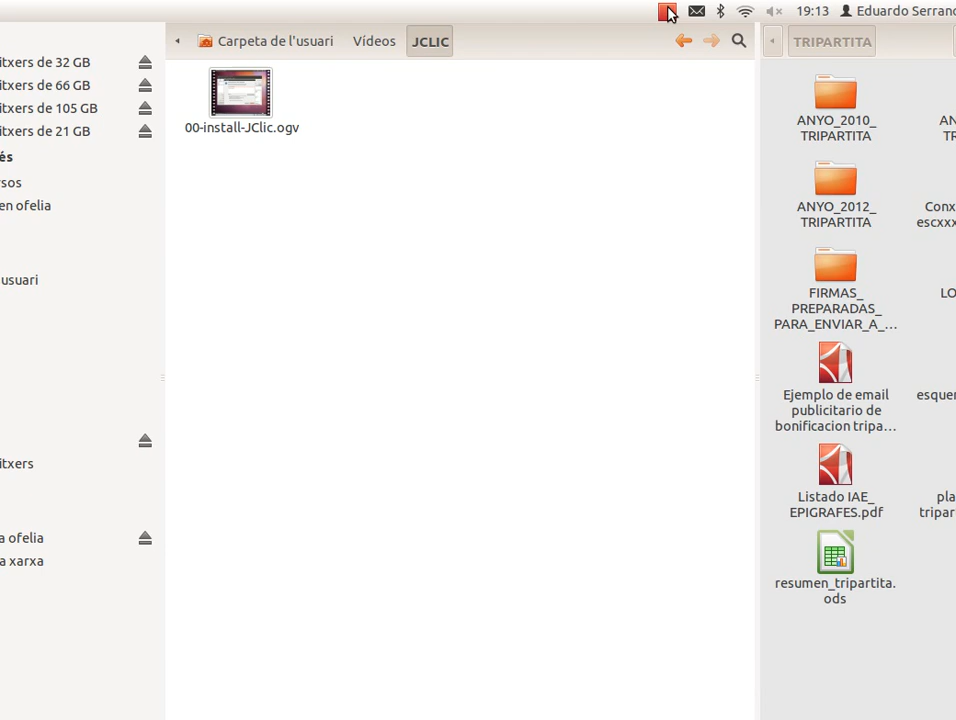 19:13 Eduardo Serrano
itxers de 32 GB
itxers de 66 GB
itxers de 105 GB
itxers de 21 GB
és
rsos
en ofelia
usuari
itxers
a ofelia
a xarxa
Carpeta de l'usuari Vídeos JCLIC
00-install-JClic.ogv
TRIPARTITA
ANYO_2010_
TRIPARTITA
AN
TR
ANYO_2012_
TRIPARTITA
Conx
escxxx
FIRMAS_
PREPARADAS_
PARA_ENVIAR_A_...
LO
Ejemplo de email
publicitario de
bonificacion tripa...
esquer
Listado IAE_
EPIGRAFES.pdf
pla
tripar
resumen_tripartita.
ods